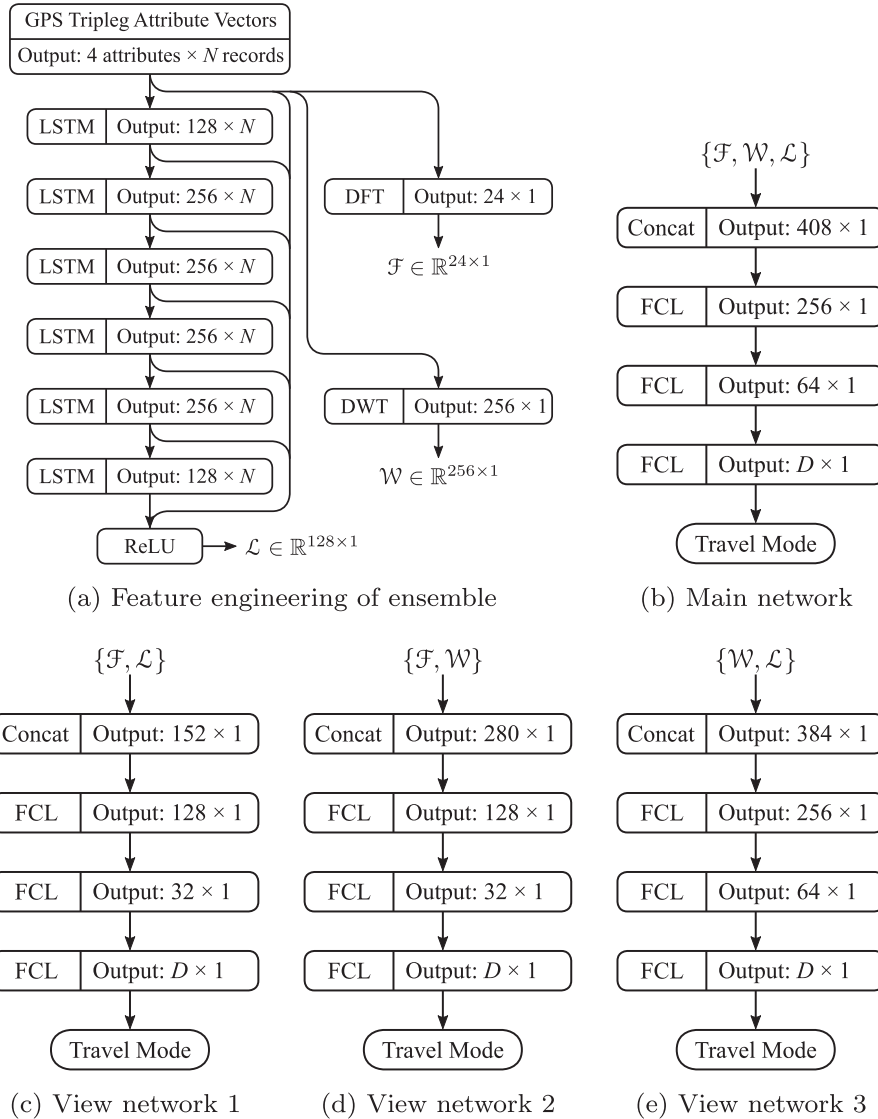 GPS Tripleg Attribute Vectors
Output: 4 attributes × N records
LSTM Output: 128 × N
LSTM Output: 256 × N
LSTM Output: 256 × N
LSTM Output: 256 × N
LSTM Output: 256 × N
LSTM Output: 128 × N
ReLU
ℒ ∈ ℝ^{128×1}
DFT Output: 24 × 1
ℱ ∈ ℝ^{24×1}
DWT Output: 256 × 1
𝒲 ∈ ℝ^{256×1}
(a) Feature engineering of ensemble
{ℱ, 𝒲, ℒ}
Concat Output: 408 × 1
FCL Output: 256 × 1
FCL Output: 64 × 1
FCL Output: D × 1
Travel Mode
(b) Main network
{ℱ, ℒ}
Concat Output: 152 × 1
FCL Output: 128 × 1
FCL Output: 32 × 1
FCL Output: D × 1
Travel Mode
(c) View network 1
{ℱ, 𝒲}
Concat Output: 280 × 1
FCL Output: 128 × 1
FCL Output: 32 × 1
FCL Output: D × 1
Travel Mode
(d) View network 2
{𝒲, ℒ}
Concat Output: 384 × 1
FCL Output: 256 × 1
FCL Output: 64 × 1
FCL Output: D × 1
Travel Mode
(e) View network 3